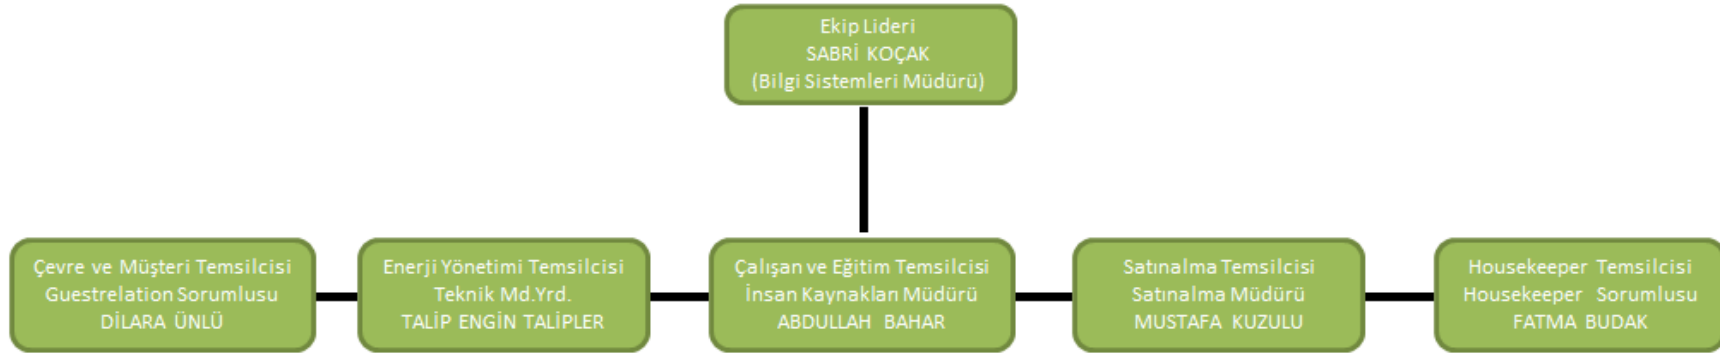 Ekip Lideri
SABRİ KOÇAK
(Bilgi Sistemleri Müdürü)
Çevre ve Müşteri Temsilcisi
Guestrelation Sorumlusu
DİLARA ÜNLÜ
Enerji Yönetimi Temsilcisi
Teknik Md.Yrd.
TALİP ENGİN TALİPLER
Çalışan ve Eğitim Temsilcisi
İnsan Kaynakları Müdürü
ABDULLAH BAHAR
Satınalma Temsilcisi
Satınalma Müdürü
MUSTAFA KUZULU
Housekeeper Temsilcisi
Housekeeper Sorumlusu
FATMA BUDAK